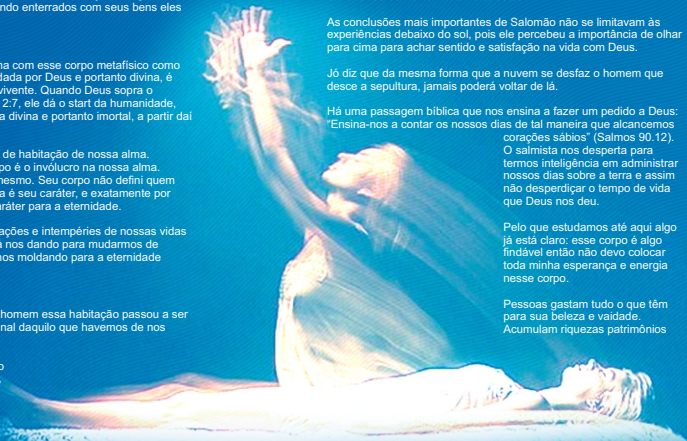 ndo enterrados com seus bens eles
na com esse corpo metafísico como
dada por Deus e portanto divina, é
vivente. Quando Deus sopra o
2:7, ele dá o start da humanidade,
a divina e portanto imortal, a partir daí
de habitação de nossa alma.
po é o invólucro na nossa alma.
mesmo. Seu corpo não defini quem
a é seu caráter, e exatamente por
ráter para a eternidade.
ações e intempéries de nossas vidas
á nos dando para mudarmos de
nos moldando para a eternidade
homem essa habitação passou a ser
nal daquilo que havemos de nos
o
As conclusões mais importantes de Salomão não se limitavam às
experiências debaixo do sol, pois ele percebeu a importância de olhar
para cima para achar sentido e satisfação na vida com Deus.
Jó diz que da mesma forma que a nuvem se desfaz o homem que
desce a sepultura, jamais poderá voltar de lá.
Há uma passagem bíblica que nos ensina a fazer um pedido a Deus:
“Ensina-nos a contar os nossos dias de tal maneira que alcancemos
corações sábios” (Salmos 90.12).
O salmista nos desperta para
termos inteligência em administrar
nossos dias sobre a terra e assim
não desperdiçar o tempo de vida
que Deus nos deu.
Pelo que estudamos até aqui algo
já está claro: esse corpo é algo
findável então não devo colocar
toda minha esperança e energia
nesse corpo.
Pessoas gastam tudo o que têm
para sua beleza e vaidade.
Acumulam riquezas patrimônios